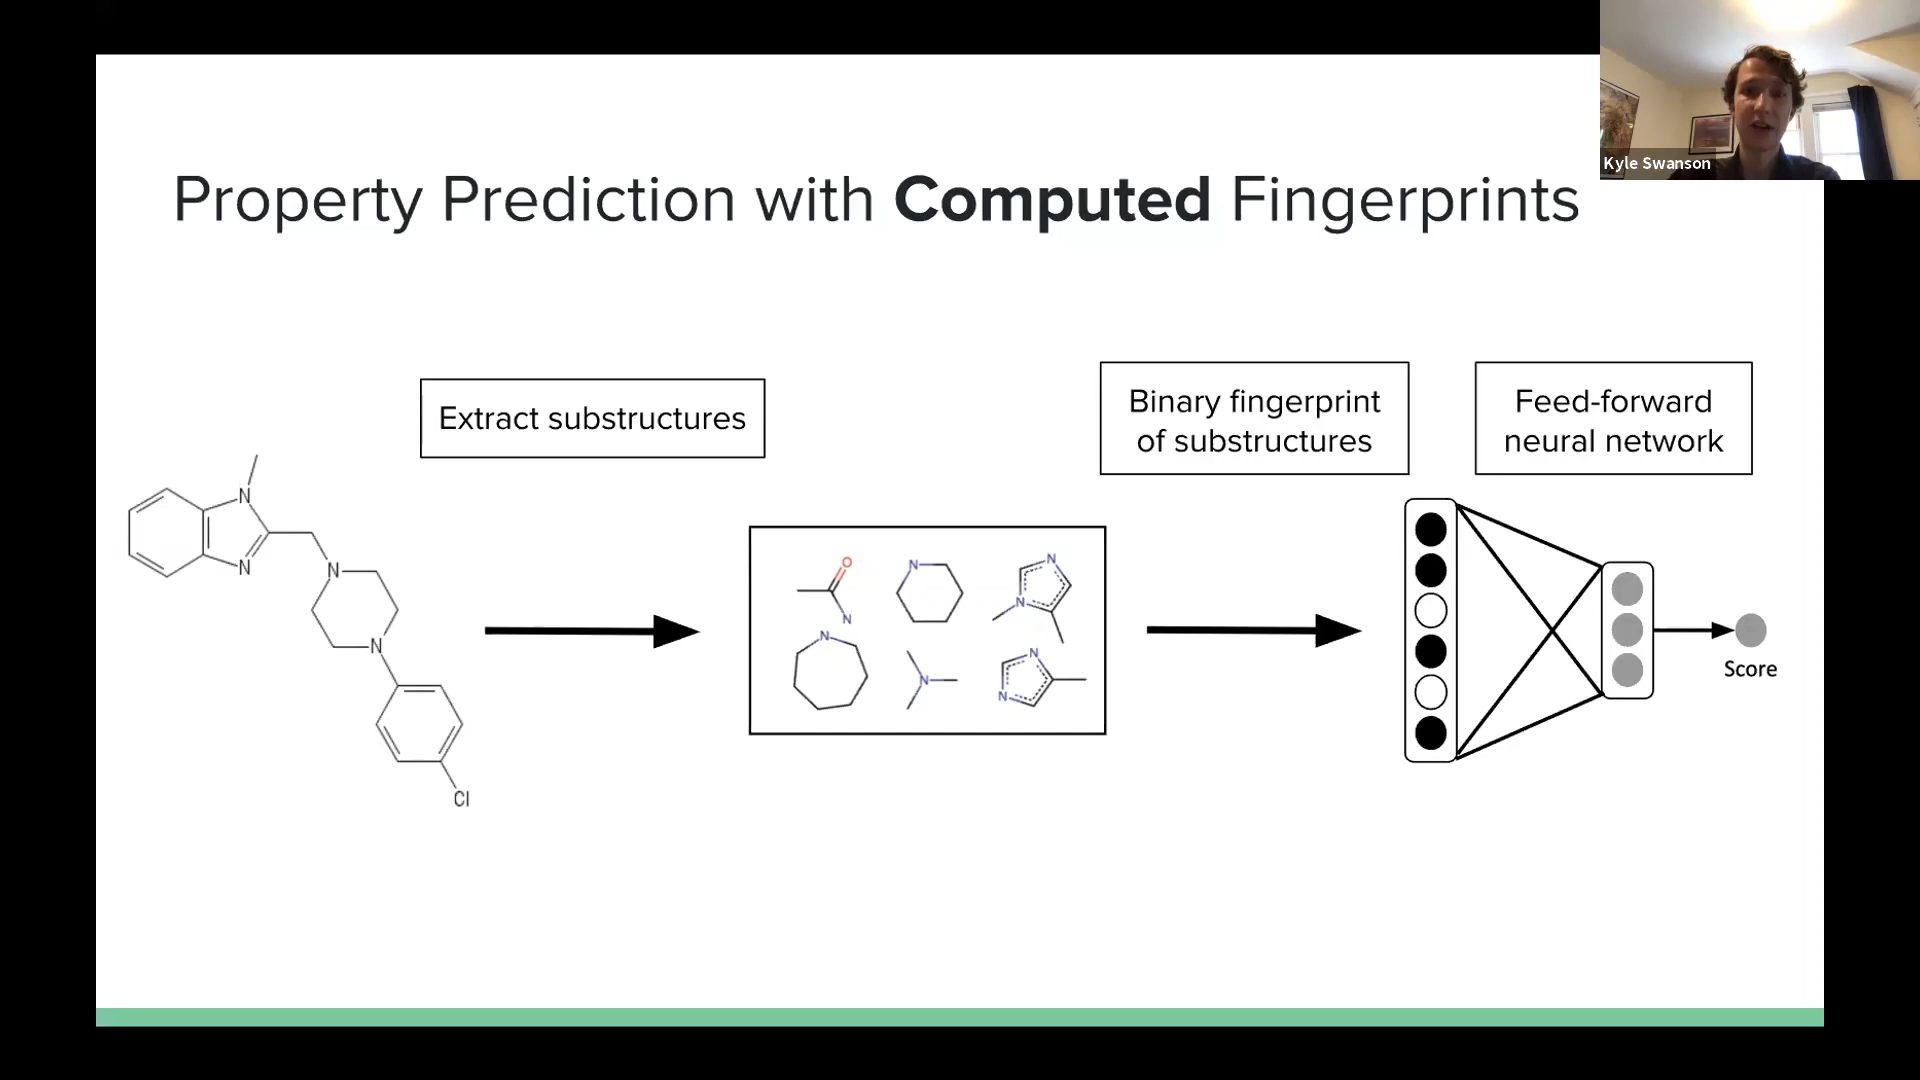 Kyle Swanson
Property Prediction with Computed Fingerprints
Extract substructures
Binary fingerprint
of substructures
Feed-forward
neural network
N
N
N
N
Cl
O
N
N
N
N
N
N
N
N
Score